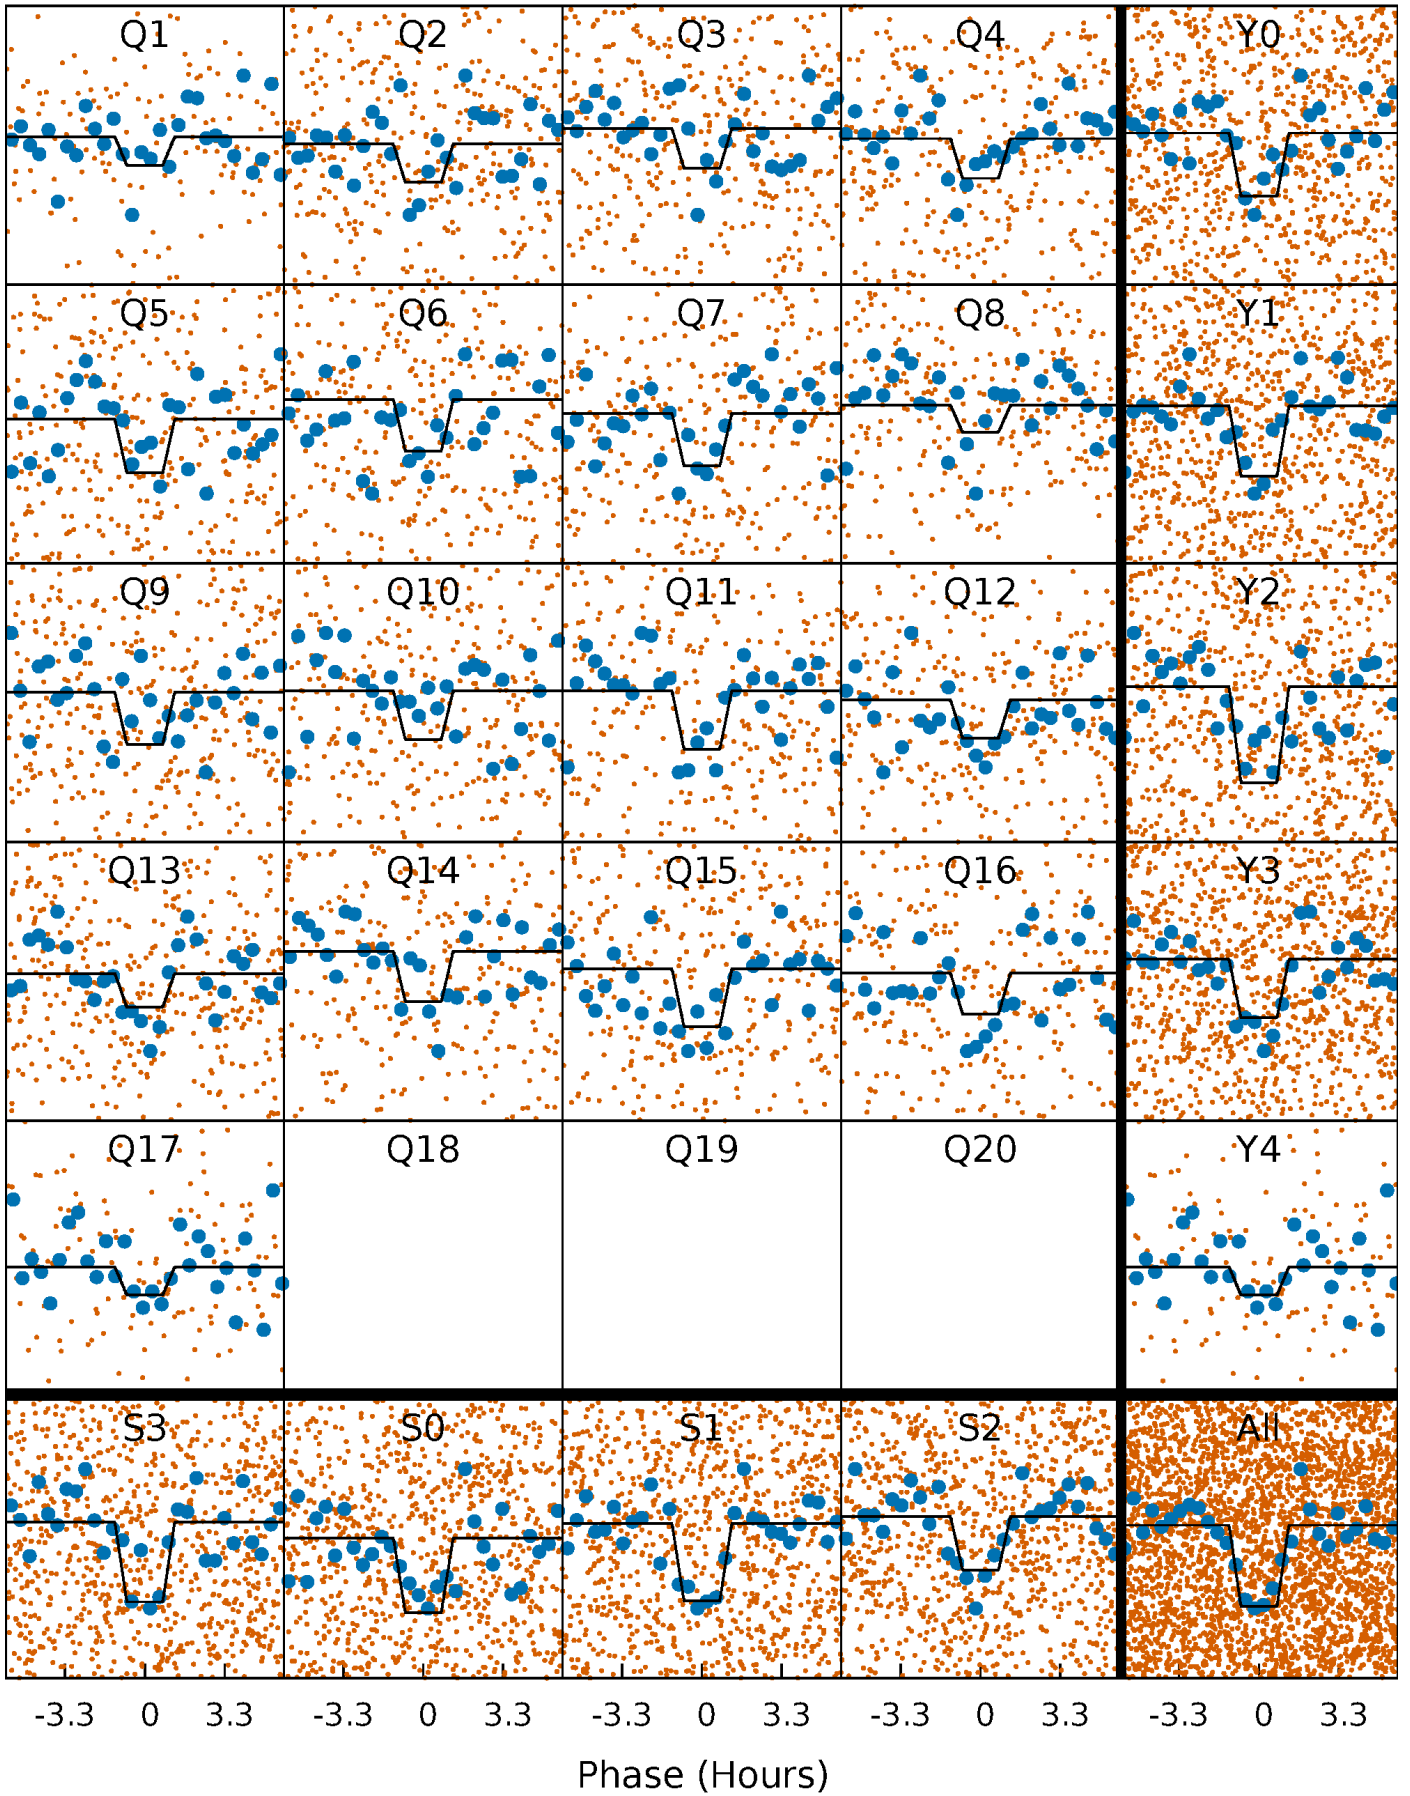 Q1 Q2 Q3 Q4 Y0
Q5 Q6 Q7 Q8 Y1
Q9 Q10 Q11 Q12 Y2
Q13 Q14 Q15 Q16 Y3
Q17 Q18 Q19 Q20 Y4
S3 S0 S1 S2 All
-3.3 0 3.3 -3.3 0 3.3 -3.3 0 3.3 -3.3 0 3.3 -3.3 0 3.3
Phase (Hours)